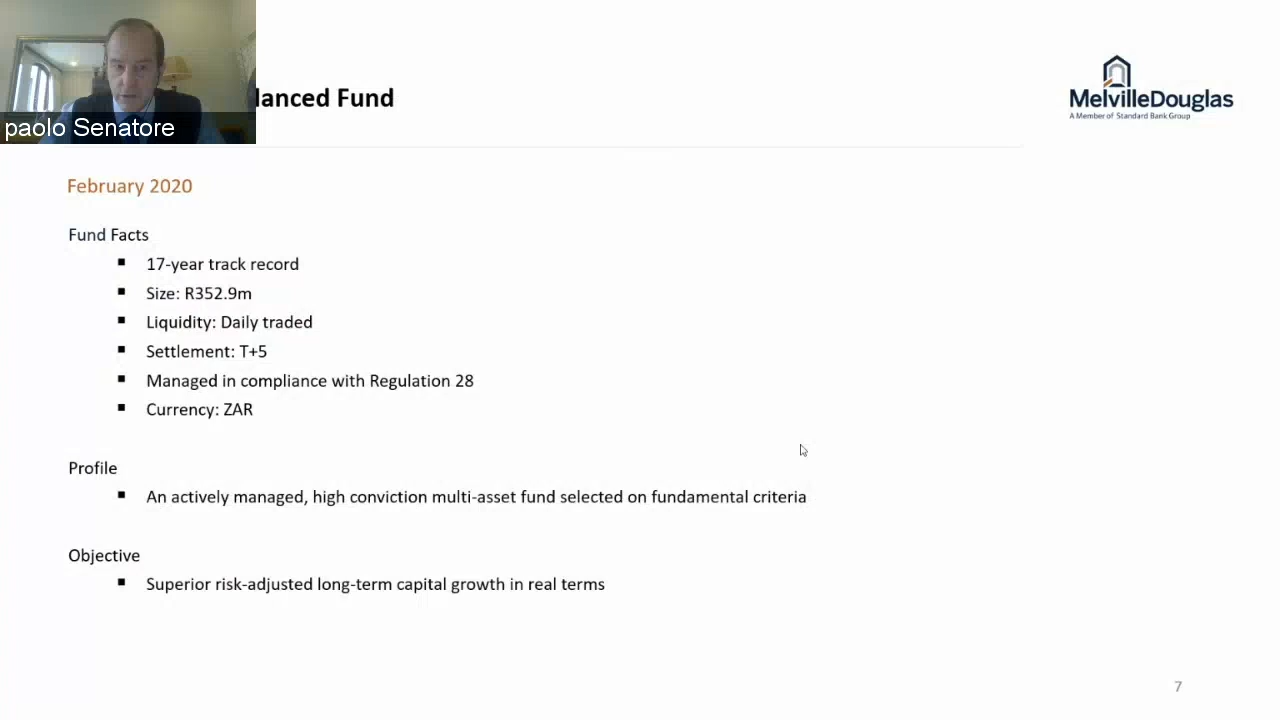 paolo Senatore
lanced Fund
MelvilleDouglas
A Member of Standard Bank Group
February 2020
Fund Facts
▪ 17-year track record
▪ Size: R352.9m
▪ Liquidity: Daily traded
▪ Settlement: T+5
▪ Managed in compliance with Regulation 28
▪ Currency: ZAR
Profile
▪ An actively managed, high conviction multi-asset fund selected on fundamental criteria
Objective
▪ Superior risk-adjusted long-term capital growth in real terms
7